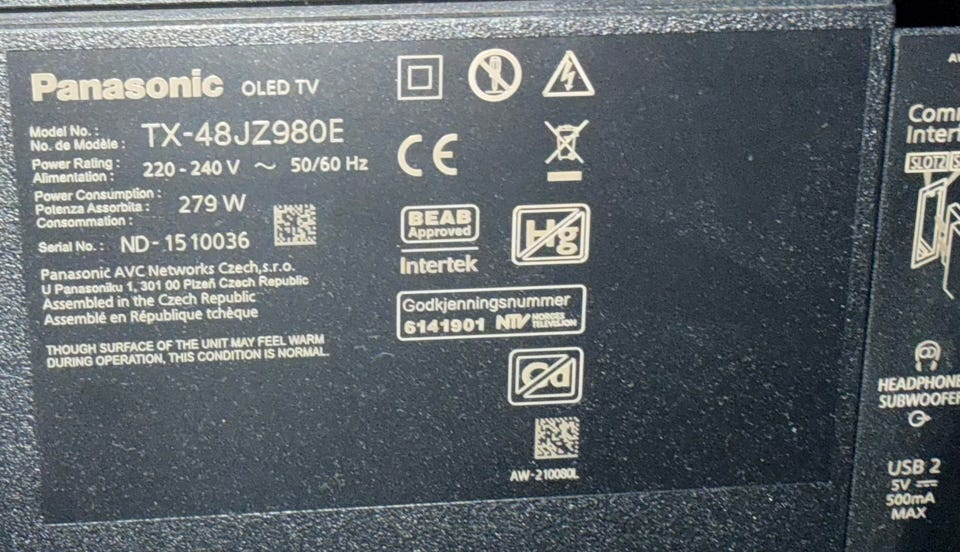 Panasonic OLED TV
Model No. :
No. de Modèle : TX-48JZ980E
Power Rating :
Alimentation : 220 - 240 V ～ 50/60 Hz
Power Consumption :
Potenza Assorbita :
Consommation : 279 W
Serial No. : ND-1510036
Panasonic AVC Networks Czech,s.r.o.
U Panasoniku 1, 301 00 Plzeň Czech Republic
Assembled in the Czech Republic
Assemblé en République tchèque
THOUGH SURFACE OF THE UNIT MAY FEEL WARM
DURING OPERATION, THIS CONDITION IS NORMAL.
CE
BEAB
Approved
Intertek
Hg
Godkjenningsnummer
6141901 NTV NORGES
TELEVISJON
Cd
AW-210080L
SLOT2
HEADPHONE
SUBWOOFER
USB 2
5V ⎓
500mA
MAX